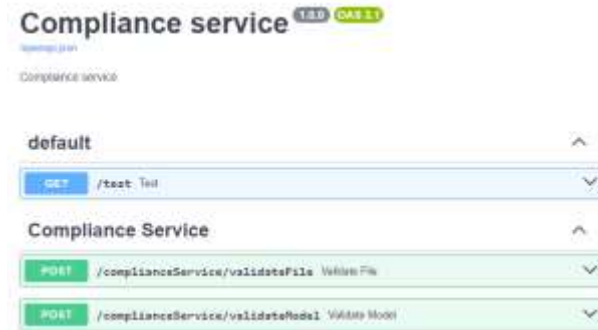 Compliance service 1.0.0 OAS 3.1
/openapi.json
Compliance service
default
GET /test Test
Compliance Service
POST /complianceService/validateFile Validate File
POST /complianceService/validateModel Validate Model